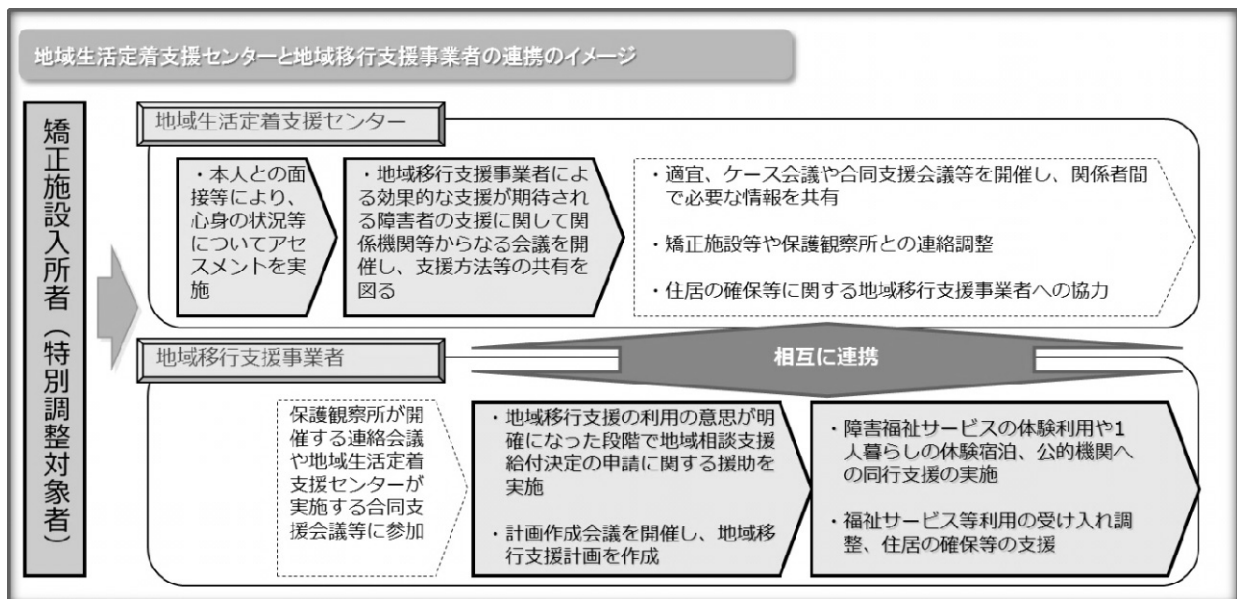 地域生活定着支援センターと地域移行支援事業者の連携のイメージ
矯正施設入所者（特別調整対象者）
地域生活定着支援センター
・本人との面
接等により、
心身の状況等
についてアセ
スメントを実
施
・地域移行支援事業者によ
る効果的な支援が期待され
る障害者の支援に関して関
係機関等からなる会議を開
催し、支援方法等の共有を
図る
・適宜、ケース会議や合同支援会議等を開催し、関係者間
で必要な情報を共有
・矯正施設等や保護観察所との連絡調整
・住居の確保等に関する地域移行支援事業者への協力
相互に連携
地域移行支援事業者
保護観察所が開
催する連絡会議
や地域生活定着
支援センターが
実施する合同支
援会議等に参加
・地域移行支援の利用の意思が明
確になった段階で地域相談支援
給付決定の申請に関する援助を
実施
・計画作成会議を開催し、地域移
行支援計画を作成
・障害福祉サービスの体験利用や1
人暮らしの体験宿泊、公的機関へ
の同行支援の実施
・福祉サービス等利用の受け入れ調
整、住居の確保等の支援